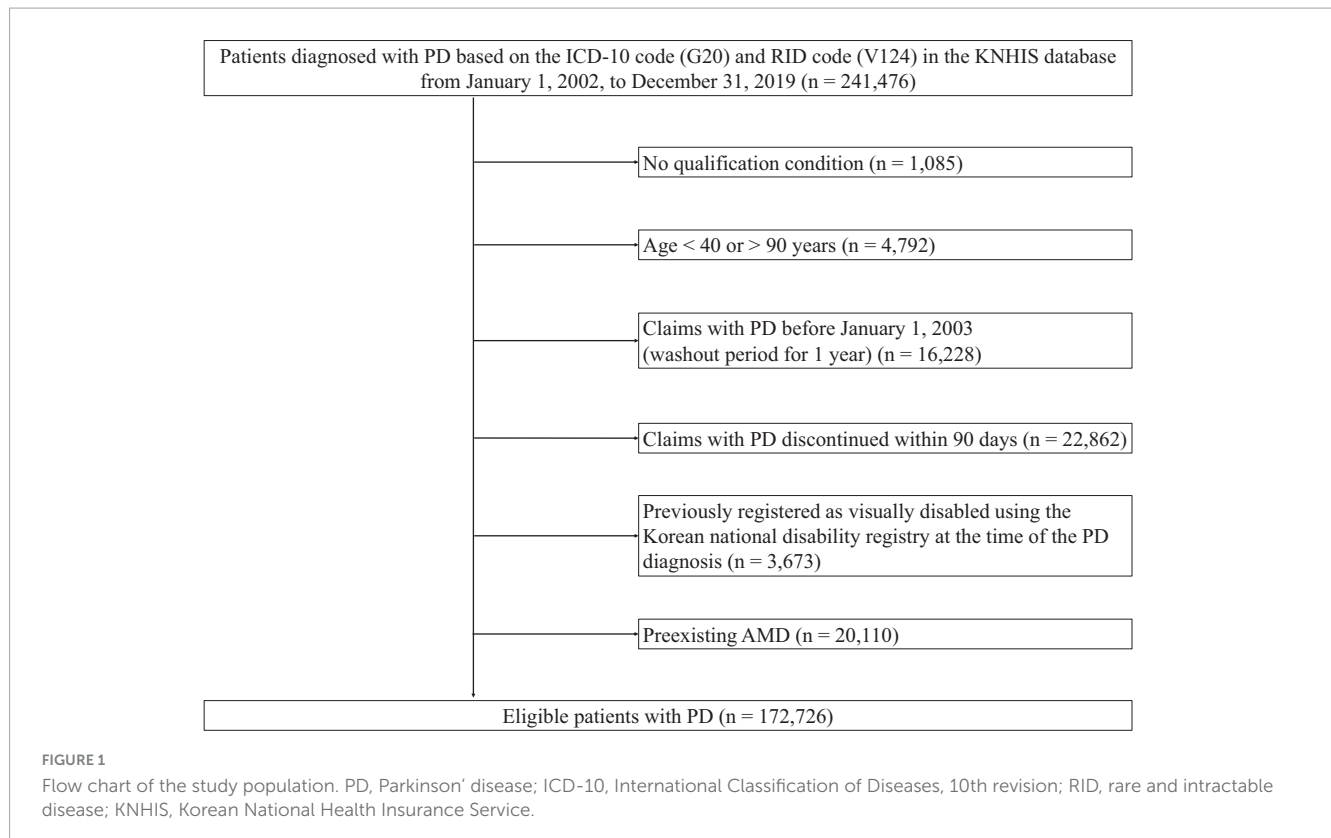 Patients diagnosed with PD based on the ICD-10 code (G20) and RID code (V124) in the KNHIS database
from January 1, 2002, to December 31, 2019 (n = 241,476)
No qualification condition (n = 1,085)
Age < 40 or > 90 years (n = 4,792)
Claims with PD before January 1, 2003
(washout period for 1 year) (n = 16,228)
Claims with PD discontinued within 90 days (n = 22,862)
Previously registered as visually disabled using the
Korean national disability registry at the time of the PD
diagnosis (n = 3,673)
Preexisting AMD (n = 20,110)
Eligible patients with PD (n = 172,726)
FIGURE 1
Flow chart of the study population. PD, Parkinson’ disease; ICD-10, International Classification of Diseases, 10th revision; RID, rare and intractable
disease; KNHIS, Korean National Health Insurance Service.